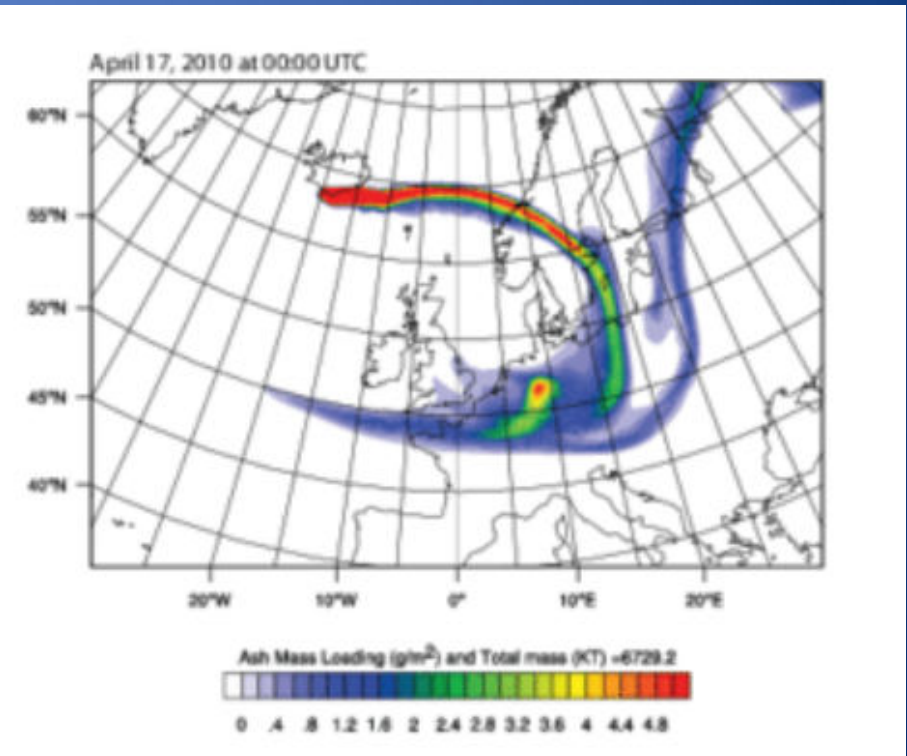 April 17, 2010 at 00:00 UTC
60°N
55°N
50°N
45°N
40°N
20°W 10°W 0° 10°E 20°E
Ash Mass Loading (g/m²) and Total mass (KT) =6729.2
0 .4 .8 1.2 1.6 2 2.4 2.8 3.2 3.6 4 4.4 4.8